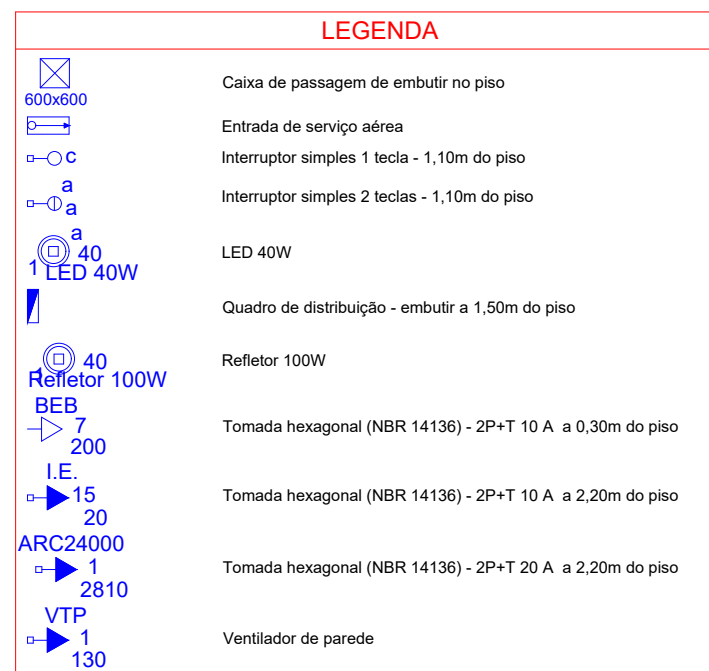 LEGENDA
600x600
Caixa de passagem de embutir no piso
Entrada de serviço aérea
c
Interruptor simples 1 tecla - 1,10m do piso
a
a
Interruptor simples 2 teclas - 1,10m do piso
a
40
1 LED 40W
LED 40W
Quadro de distribuição - embutir a 1,50m do piso
40
1
Refletor 100W
Refletor 100W
BEB
7
200
Tomada hexagonal (NBR 14136) - 2P+T 10 A a 0,30m do piso
I.E.
15
20
Tomada hexagonal (NBR 14136) - 2P+T 10 A a 2,20m do piso
ARC24000
1
2810
Tomada hexagonal (NBR 14136) - 2P+T 20 A a 2,20m do piso
VTP
1
130
Ventilador de parede